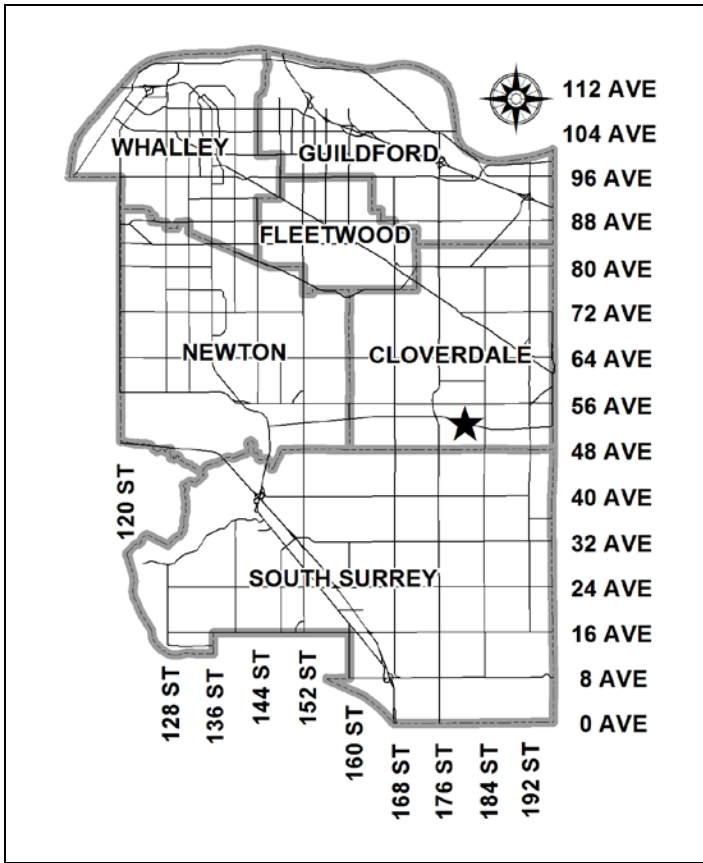 112 AVE
104 AVE
WHALLEY
GUILDFORD
96 AVE
88 AVE
FLEETWOOD
80 AVE
72 AVE
NEWTON
CLOVERDALE
64 AVE
56 AVE
48 AVE
120 ST
40 AVE
32 AVE
SOUTH SURREY
24 AVE
16 AVE
128 ST
136 ST
144 ST
152 ST
160 ST
8 AVE
0 AVE
168 ST
176 ST
184 ST
192 ST